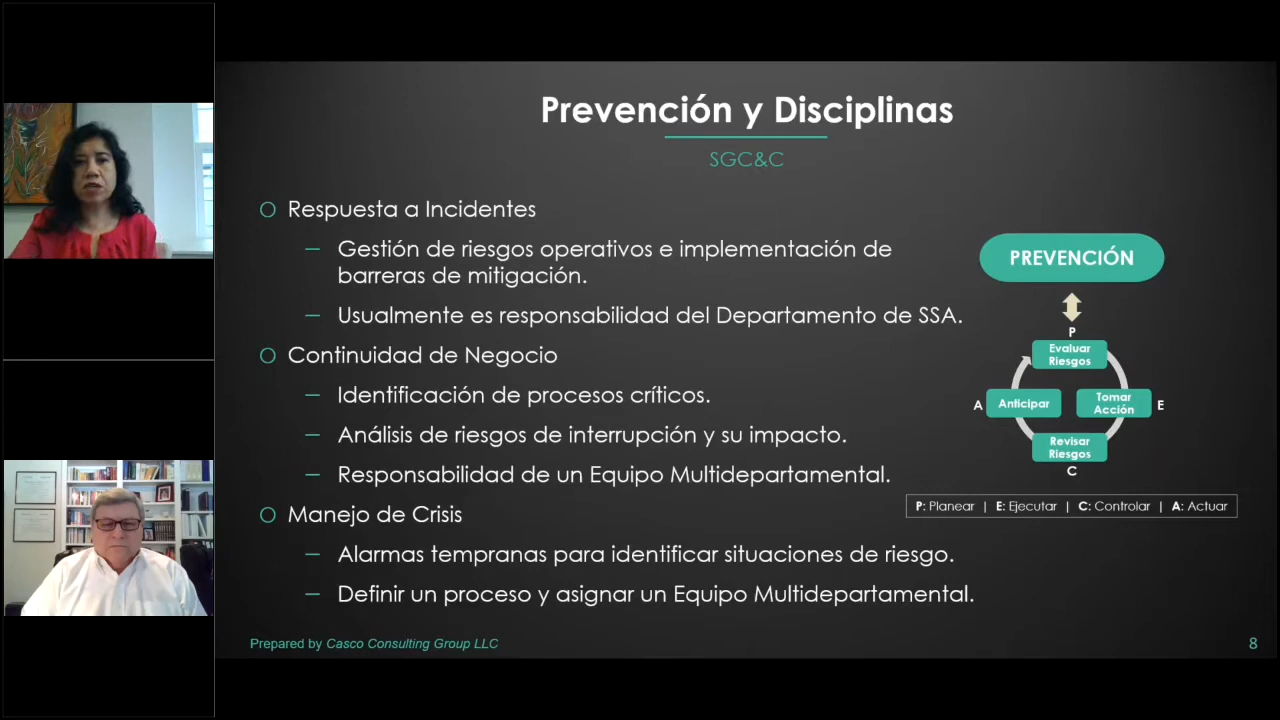 Prevención y Disciplinas
SGC&C
Respuesta a Incidentes
– Gestión de riesgos operativos e implementación de
barreras de mitigación.
– Usualmente es responsabilidad del Departamento de SSA.
Continuidad de Negocio
– Identificación de procesos críticos.
– Análisis de riesgos de interrupción y su impacto.
– Responsabilidad de un Equipo Multidepartamental.
Manejo de Crisis
– Alarmas tempranas para identificar situaciones de riesgo.
– Definir un proceso y asignar un Equipo Multidepartamental.
PREVENCIÓN
P
Evaluar
Riesgos
A
Anticipar
Tomar
Acción
E
Revisar
Riesgos
C
P: Planear | E: Ejecutar | C: Controlar | A: Actuar
Prepared by Casco Consulting Group LLC
8